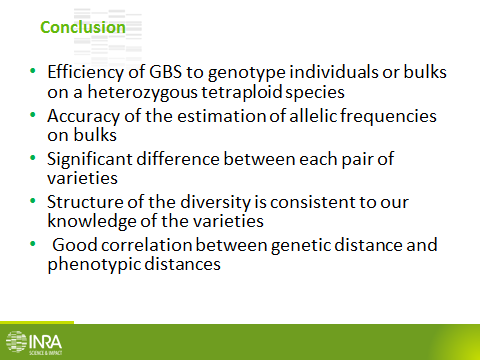 Conclusion
• Efficiency of GBS to genotype individuals or bulks
on a heterozygous tetraploid species
• Accuracy of the estimation of allelic frequencies
on bulks
• Significant difference between each pair of
varieties
• Structure of the diversity is consistent to our
knowledge of the varieties
• Good correlation between genetic distance and
phenotypic distances
INRA
SCIENCE & IMPACT